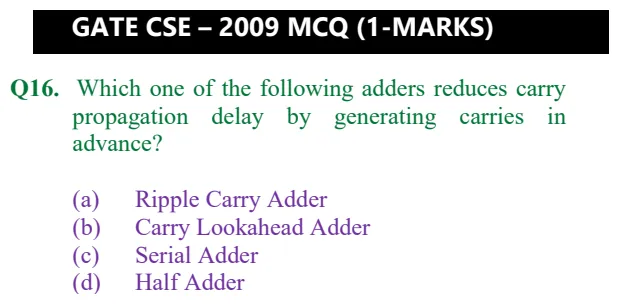 GATE CSE – 2009 MCQ (1-MARKS)
Q16. Which one of the following adders reduces carry
propagation delay by generating carries in
advance?
(a) Ripple Carry Adder
(b) Carry Lookahead Adder
(c) Serial Adder
(d) Half Adder